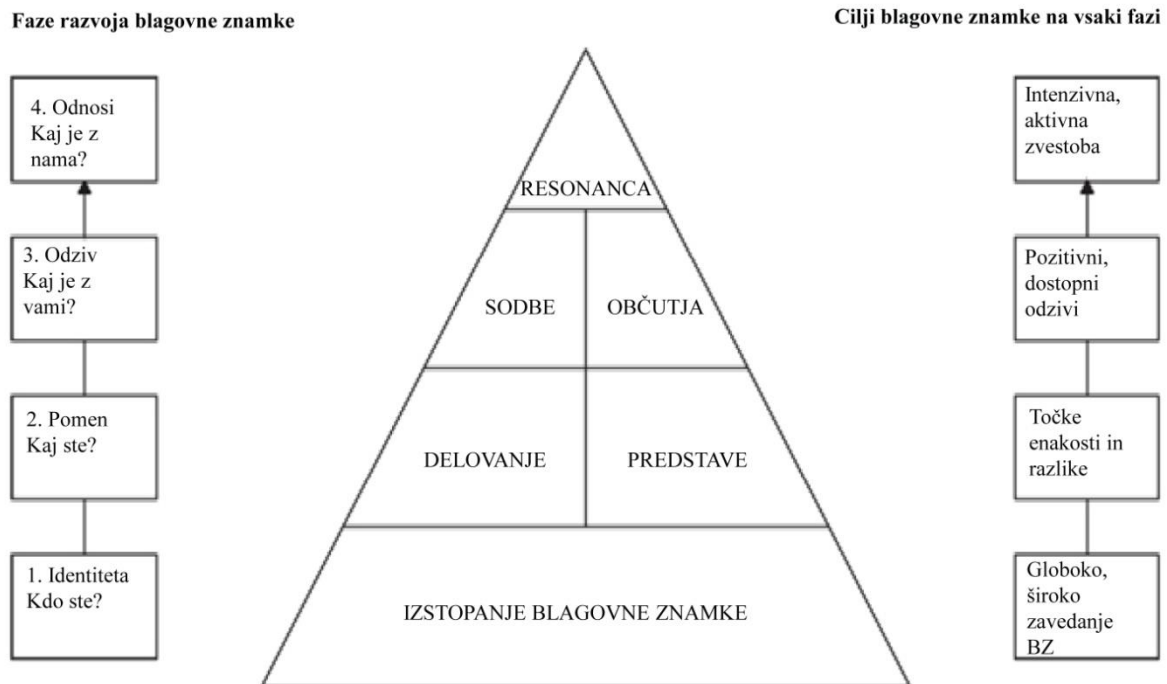 Faze razvoja blagovne znamke
Cilji blagovne znamke na vsaki fazi
4. Odnosi
Kaj je z
nama?
3. Odziv
Kaj je z
vami?
2. Pomen
Kaj ste?
1. Identiteta
Kdo ste?
RESONANCA
SODBE
OBČUTJA
DELOVANJE
PREDSTAVE
IZSTOPANJE BLAGOVNE ZNAMKE
Intenzivna,
aktivna
zvestoba
Pozitivni,
dostopni
odzivi
Točke
enakosti in
razlike
Globoko,
široko
zavedanje
BZ